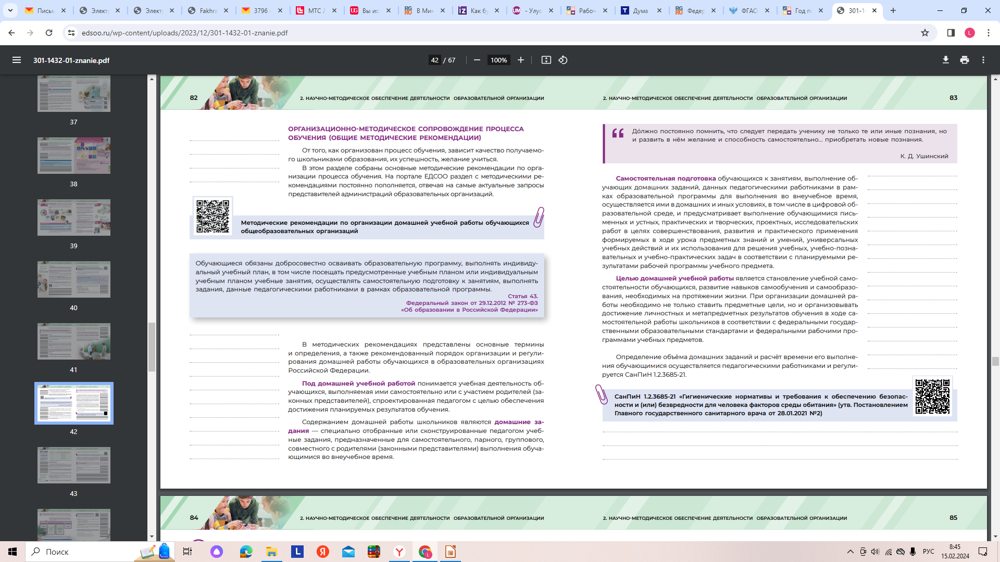 Письм
Электр
Электр
Fakhra
3796 -
МТС Л
Вы ис
В Мин
Как бу
- Улус
Рабоч
Дума
Федер
ФГАО
Год пе
301-1
edsoo.ru/wp-content/uploads/2023/12/301-1432-01-znanie.pdf
L
301-1432-01-znanie.pdf
42 / 67
100%
37
38
39
40
41
42
43
82
2. НАУЧНО-МЕТОДИЧЕСКОЕ ОБЕСПЕЧЕНИЕ ДЕЯТЕЛЬНОСТИ ОБРАЗОВАТЕЛЬНОЙ ОРГАНИЗАЦИИ
ОРГАНИЗАЦИОННО-МЕТОДИЧЕСКОЕ СОПРОВОЖДЕНИЕ ПРОЦЕССА
ОБУЧЕНИЯ (ОБЩИЕ МЕТОДИЧЕСКИЕ РЕКОМЕНДАЦИИ)
От того, как организован процесс обучения, зависит качество получаемо-
го школьниками образования, их успешность, желание учиться.
В этом разделе собраны основные методические рекомендации по орга-
низации процесса обучения. На портале ЕДСОО раздел с методическими ре-
комендациями постоянно пополняется, отвечая на самые актуальные запросы
представителей администраций образовательных организаций.
Методические рекомендации по организации домашней учебной работы обучающихся
общеобразовательных организаций
Обучающиеся обязаны добросовестно осваивать образовательную программу, выполнять индивиду-
альный учебный план, в том числе посещать предусмотренные учебным планом или индивидуальным
учебным планом учебные занятия, осуществлять самостоятельную подготовку к занятиям, выполнять
задания, данные педагогическими работниками в рамках образовательной программы.
Статья 43.
Федеральный закон от 29.12.2012 № 273-ФЗ
«Об образовании в Российской Федерации»
В методических рекомендациях представлены основные термины
и определения, а также рекомендованный порядок организации и регули-
рования домашней работы обучающихся в образовательных организациях
Российской Федерации.
Под домашней учебной работой понимается учебная деятельность об-
учающихся, выполняемая ими самостоятельно или с участием родителей (за-
конных представителей), спроектированная педагогом с целью обеспечения
достижения планируемых результатов обучения.
Содержанием домашней работы школьников являются домашние за-
дания — специально отобранные или сконструированные педагогом учеб-
ные задания, предназначенные для самостоятельного, парного, группового,
совместного с родителями (законными представителями) выполнения обуча-
ющимися во внеучебное время.
2. НАУЧНО-МЕТОДИЧЕСКОЕ ОБЕСПЕЧЕНИЕ ДЕЯТЕЛЬНОСТИ ОБРАЗОВАТЕЛЬНОЙ ОРГАНИЗАЦИИ
83
До́лжно постоянно помнить, что следует передать ученику не только те или иные познания, но
и развить в нём желание и способность самостоятельно... приобретать новые познания.
К. Д. Ушинский
Самостоятельная подготовка обучающихся к занятиям, выполнение об-
учающих домашних заданий, данных педагогическими работниками в рам-
ках образовательной программы для выполнения во внеучебное время,
осуществляется ими в домашних и иных условиях, в том числе в цифровой об-
разовательной среде, и предусматривает выполнение обучающимися пись-
менных и устных, практических и творческих, проектных, исследовательских
работ в целях совершенствования, развития и практического применения
формируемых в ходе урока предметных знаний и умений, универсальных
учебных действий и их использования для решения учебных, учебно-позна-
вательных и учебно-практических задач в соответствии с планируемыми ре-
зультатами рабочей программы учебного предмета.
Целью домашней учебной работы является становление учебной само-
стоятельности обучающихся, развитие навыков самообучения и самообразо-
вания, необходимых на протяжении жизни. При организации домашней ра-
боты необходимо не только ставить предметные цели, но и организовывать
достижение личностных и метапредметных результатов обучения в ходе са-
мостоятельной работы школьников в соответствии с федеральными государ-
ственными образовательными стандартами и федеральными рабочими про-
граммами учебных предметов.
Определение объёма домашних заданий и расчёт времени его выполне-
ния обучающимися осуществляется педагогическими работниками и регули-
руется СанПиН 1.2.3685-21.
СанПиН 1.2.3685-21 «Гигиенические нормативы и требования к обеспечению безопас-
ности и (или) безвредности для человека факторов среды обитания» (утв. Постановлением
Главного государственного санитарного врача от 28.01.2021 №2)
84
2. НАУЧНО-МЕТОДИЧЕСКОЕ ОБЕСПЕЧЕНИЕ ДЕЯТЕЛЬНОСТИ ОБРАЗОВАТЕЛЬНОЙ ОРГАНИЗАЦИИ
2. НАУЧНО-МЕТОДИЧЕСКОЕ ОБЕСПЕЧЕНИЕ ДЕЯТЕЛЬНОСТИ ОБРАЗОВАТЕЛЬНОЙ ОРГАНИЗАЦИИ
85
Поиск
РУС
8:45
15.02.2024